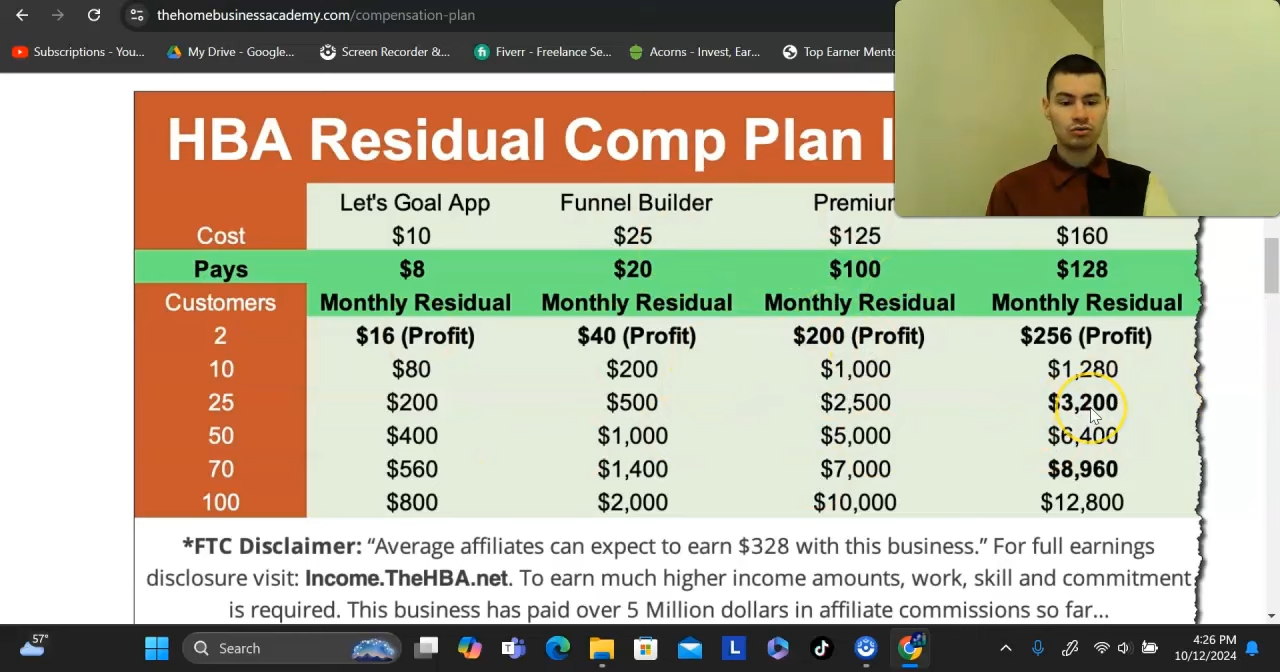 thehomebusinessacademy.com/compensation-plan
Subscriptions - You... My Drive - Google... Screen Recorder &... Fiverr - Freelance Se... Acorns - Invest, Ear... Top Earner Mento
HBA Residual Comp Plan
Let's Goal App Funnel Builder Premiu
Cost $10 $25 $125 $160
Pays $8 $20 $100 $128
Customers Monthly Residual Monthly Residual Monthly Residual Monthly Residual
2 $16 (Profit) $40 (Profit) $200 (Profit) $256 (Profit)
10 $80 $200 $1,000 $1,280
25 $200 $500 $2,500 $3,200
50 $400 $1,000 $5,000 $6,400
70 $560 $1,400 $7,000 $8,960
100 $800 $2,000 $10,000 $12,800
*FTC Disclaimer: “Average affiliates can expect to earn $328 with this business.” For full earnings
disclosure visit: Income.TheHBA.net. To earn much higher income amounts, work, skill and commitment
is required. This business has paid over 5 Million dollars in affiliate commissions so far...
57°
Search
L
4:26 PM
10/12/2024